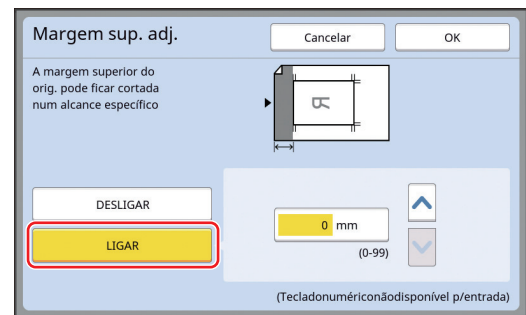 Margem sup. adj.
Cancelar
OK
A margem superior do
orig. pode ficar cortada
num alcance específico
R
DESLIGAR
LIGAR
0 mm
(0-99)
(Tecladonumériconãodisponível p/entrada)